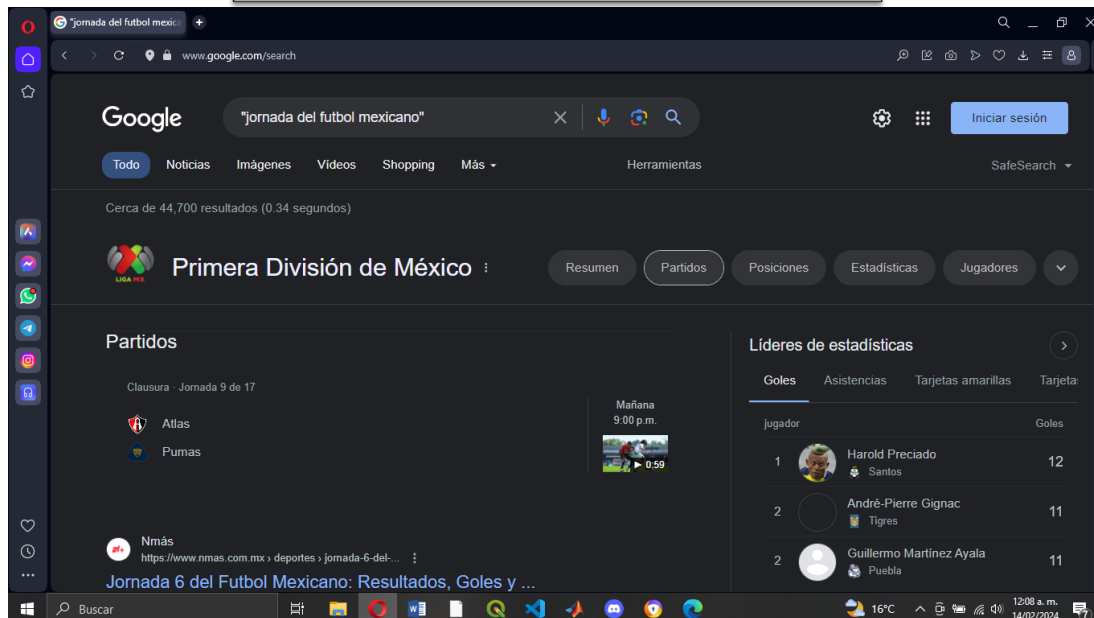 "jornada del futbol mexica
www.google.com/search
Google
"jornada del futbol mexicano"
Iniciar sesión
Todo Noticias Imágenes Vídeos Shopping Más Herramientas SafeSearch
Cerca de 44,700 resultados (0.34 segundos)
LIGA MX
Primera División de México
Resumen Partidos Posiciones Estadísticas Jugadores
Partidos
Clausura · Jornada 9 de 17
Atlas
Pumas
Mañana
9:00 p.m.
0:59
Nmás
https://www.nmas.com.mx › deportes › jornada-6-del-...
Jornada 6 del Futbol Mexicano: Resultados, Goles y ...
Líderes de estadísticas
Goles Asistencias Tarjetas amarillas Tarjetas
jugador Goles
1 Harold Preciado 12
Santos
2 André-Pierre Gignac 11
Tigres
2 Guillermo Martínez Ayala 11
Puebla
Buscar
16°C
12:08 a. m.
14/02/2024